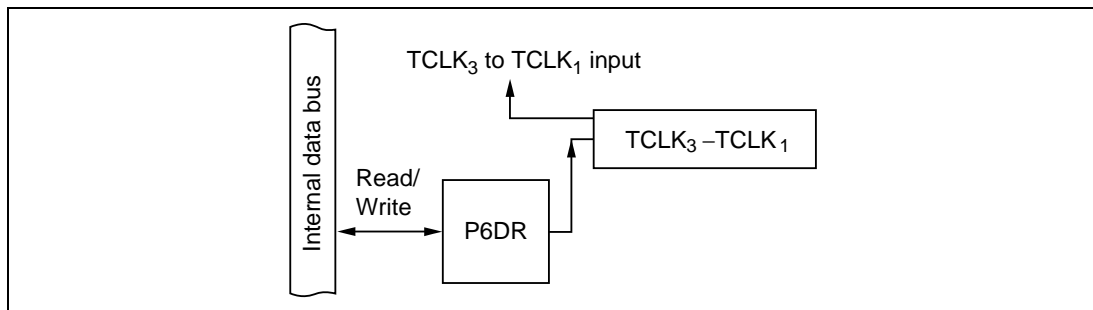 Internal data bus
TCLK₃ to TCLK₁ input
TCLK₃ –TCLK₁
Read/
Write
P6DR